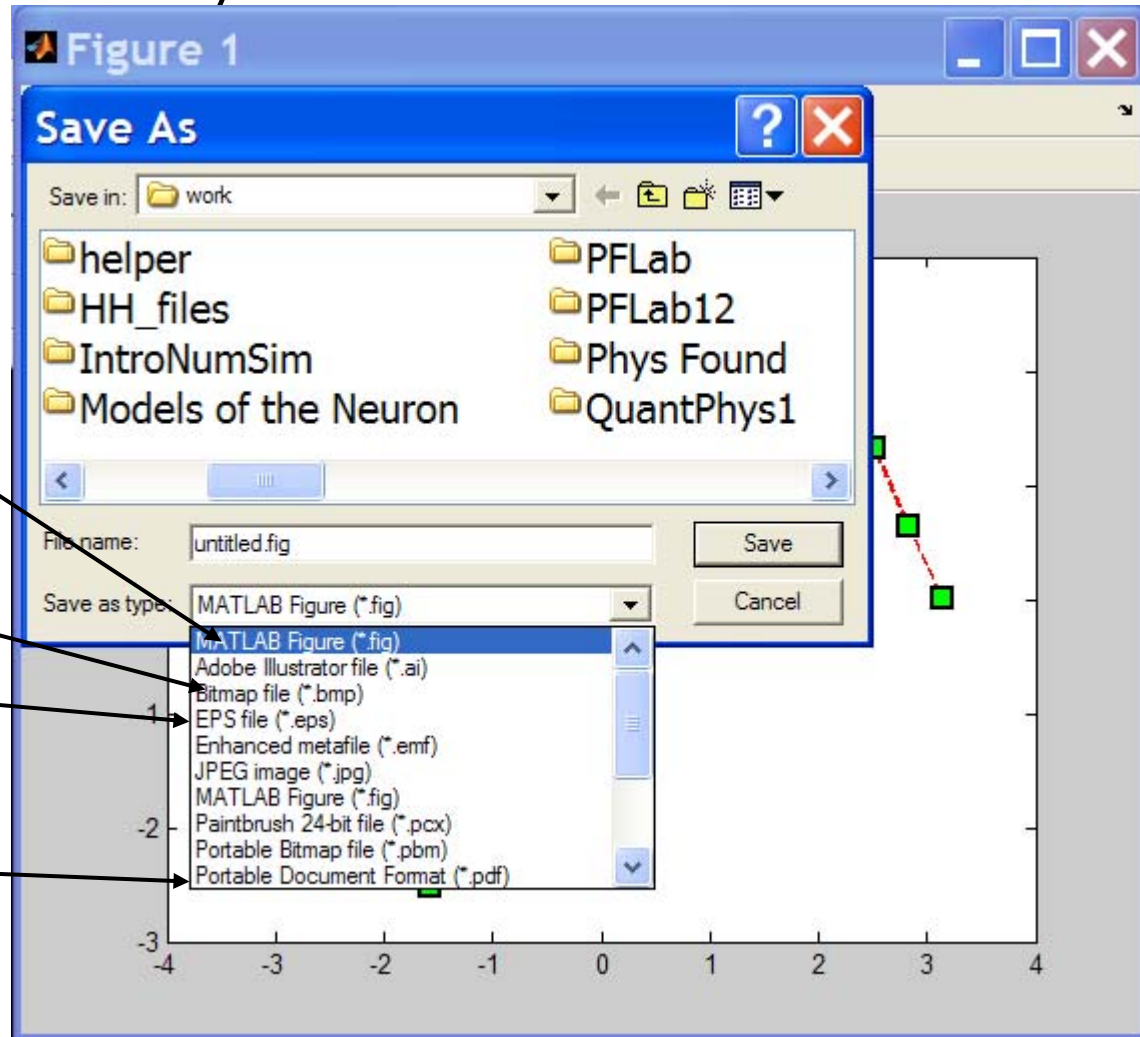 Figure 1
Save As
Save in: work
helper
HH_files
IntroNumSim
Models of the Neuron
PFLab
PFLab12
Phys Found
QuantPhys1
File name: untitled.fig Save
Save as type: MATLAB Figure (*.fig) Cancel
MATLAB Figure (*.fig)
Adobe Illustrator file (*.ai)
Bitmap file (*.bmp)
EPS file (*.eps)
Enhanced metafile (*.emf)
JPEG image (*.jpg)
MATLAB Figure (*.fig)
Paintbrush 24-bit file (*.pcx)
Portable Bitmap file (*.pbm)
Portable Document Format (*.pdf)
-1
-2
-3
-4 -3 -2 -1 0 1 2 3 4